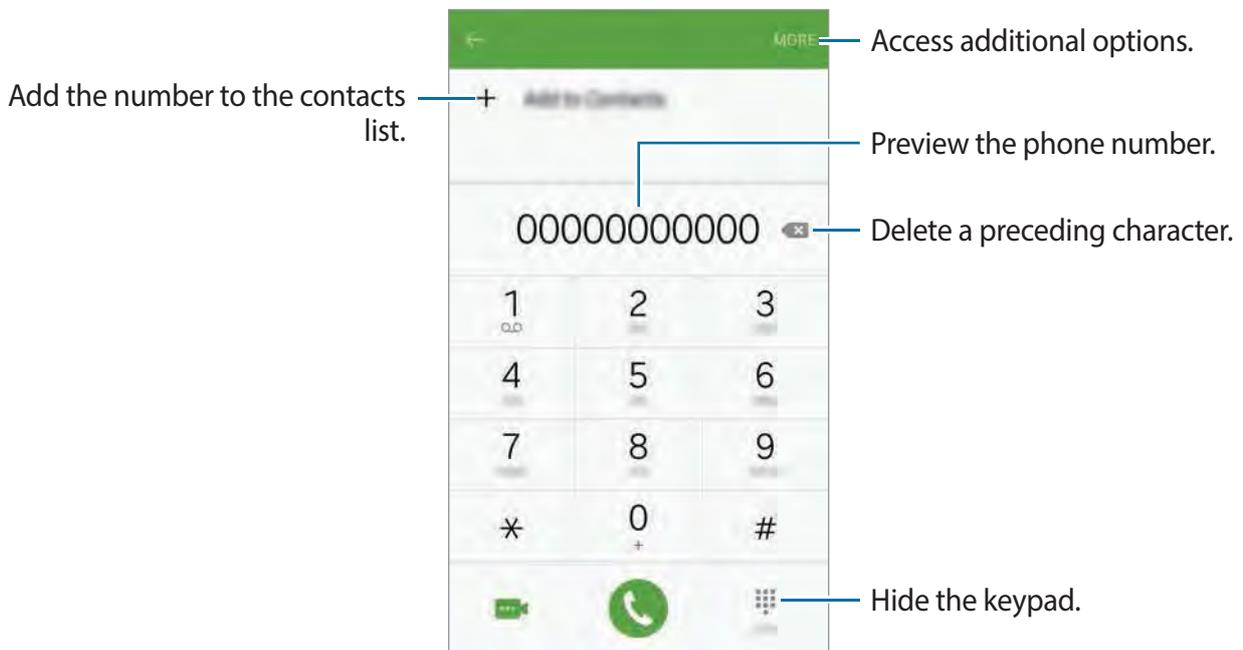 MORE
Access additional options.
Add the number to the contacts
list.
Add to Contacts
Preview the phone number.
00000000000
Delete a preceding character.
1 2 3
4 5 6
7 8 9
* 0 #
+
Hide the keypad.